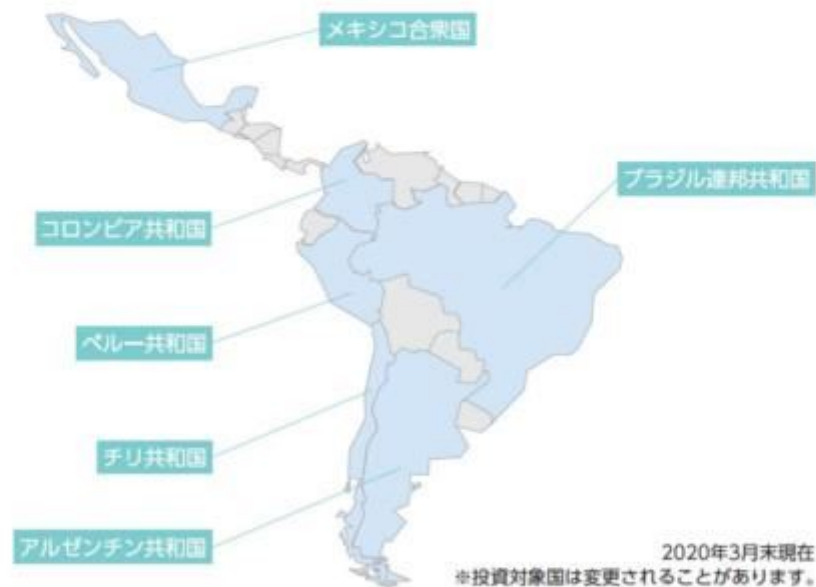 メキシコ合衆国
ブラジル連邦共和国
コロンビア共和国
ペルー共和国
チリ共和国
アルゼンチン共和国
2020年3月末現在
※投資対象国は変更されることがあります。